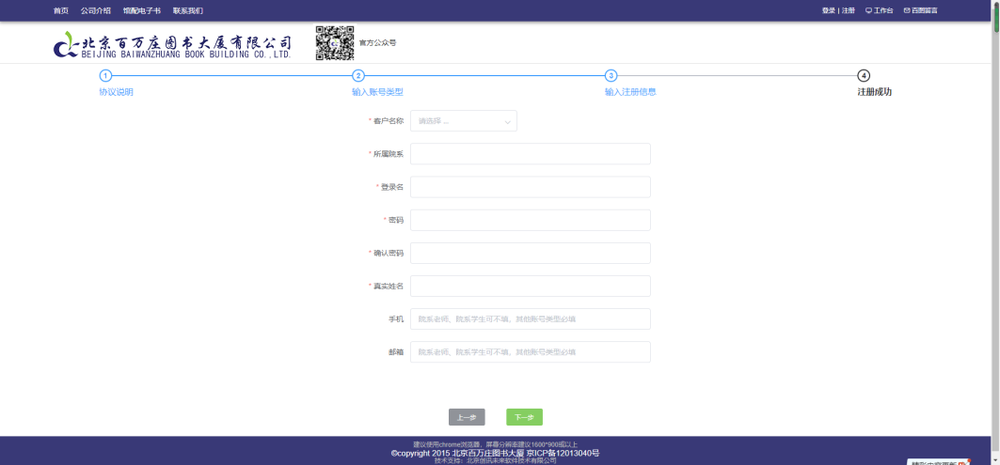 首页 公司介绍 馆配电子书 联系我们 登录 | 注册 工作台 百图留言
北京百万庄图书大厦有限公司
BEIJING BAIWANZHUANG BOOK BUILDING CO.,LTD.
官方公众号
1 2 3 4
协议说明 输入账号类型 输入注册信息 注册成功
* 客户名称 请选择 ...
* 所属院系
* 登录名
* 密码
* 确认密码
* 真实姓名
手机 院系老师、院系学生可不填，其他账号类型必填
邮箱 院系老师、院系学生可不填，其他账号类型必填
上一步 下一步
建议使用chrome浏览器，屏幕分辨率建议1600*900或以上
©copyright 2015 北京百万庄图书大厦 京ICP备12013040号
技术支持：北京创讯未来软件技术有限公司